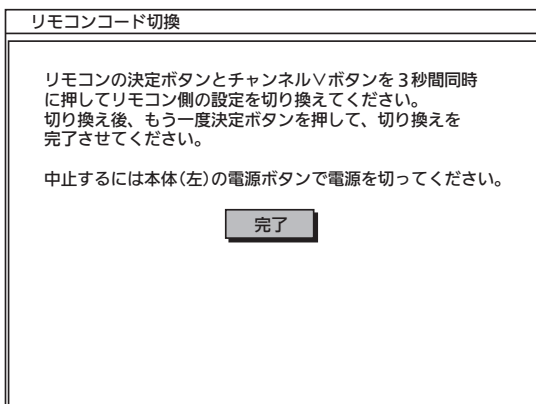 リモコンコード切換
リモコンの決定ボタンとチャンネル∨ボタンを3秒間同時
に押してリモコン側の設定を切り換えてください。
切り換え後、もう一度決定ボタンを押して、切り換えを
完了させてください。
中止するには本体(左)の電源ボタンで電源を切ってください。
完了